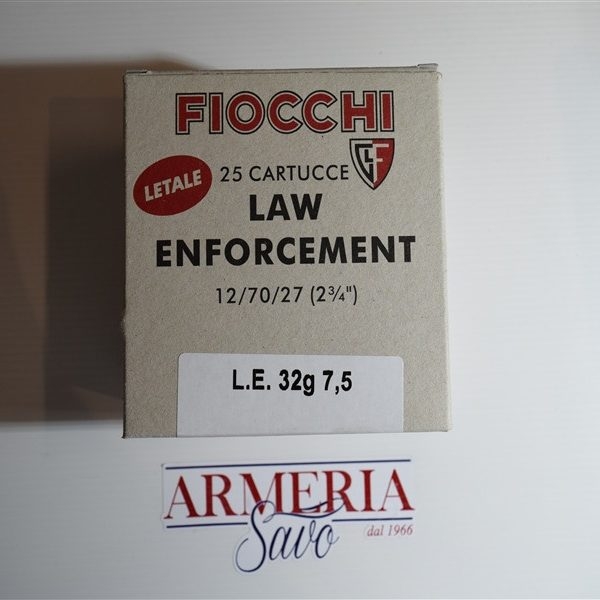 FIOCCHI
LETALE
25 CARTUCCE
LAW
ENFORCEMENT
12/70/27 (2¾")
L.E. 32g 7,5
ARMERIA
Savo
dal 1966